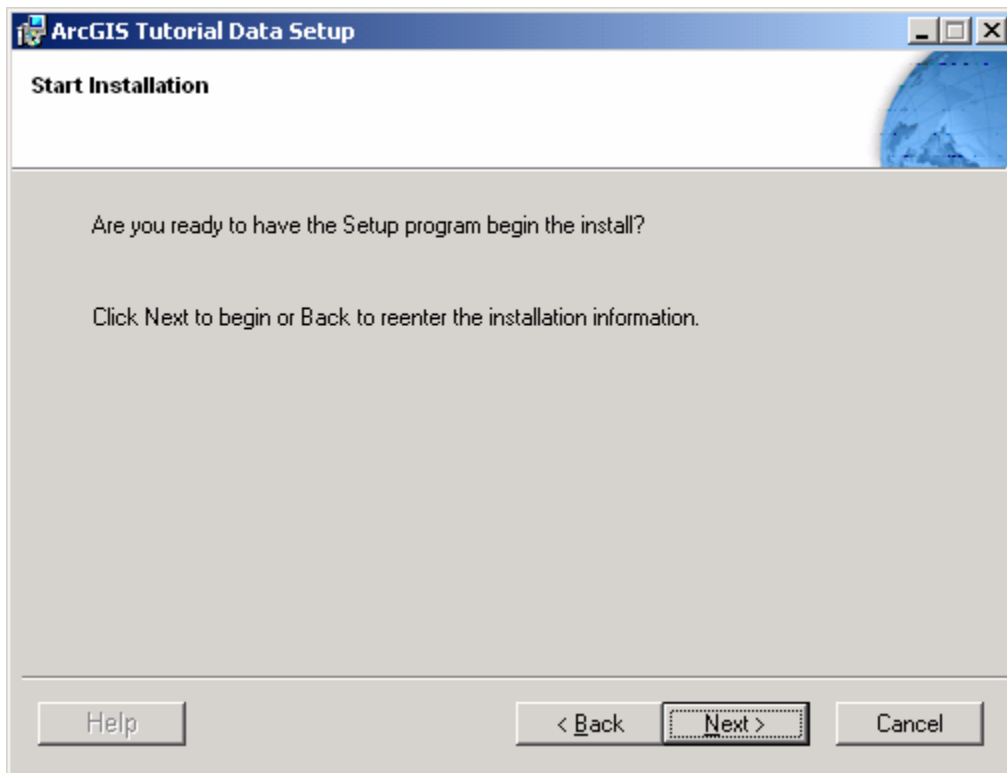 ArcGIS Tutorial Data Setup
Start Installation
Are you ready to have the Setup program begin the install?
Click Next to begin or Back to reenter the installation information.
Help
< Back
Next >
Cancel